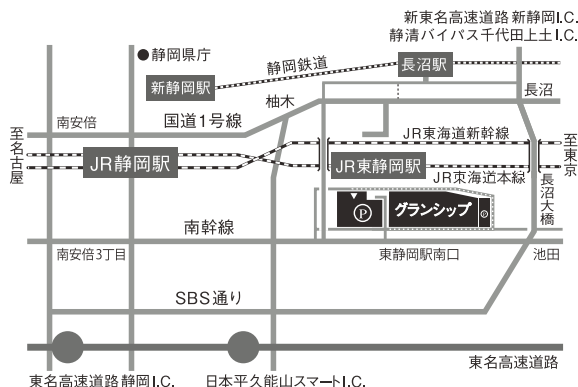 新東名高速道路 新静岡I.C.
静清バイパス千代田上土I.C.
●静岡県庁
静岡鉄道
長沼駅
新静岡駅
柚木
長沼
南安倍
国道1号線
JR東海道新幹線
至名古屋
JR静岡駅
JR東静岡駅
至東京
JR東海道本線
長沼大橋
P
グランシップ
P
南幹線
南安倍3丁目
東静岡駅南口
池田
SBS通り
東名高速道路
東名高速道路 静岡I.C.
日本平久能山スマートI.C.